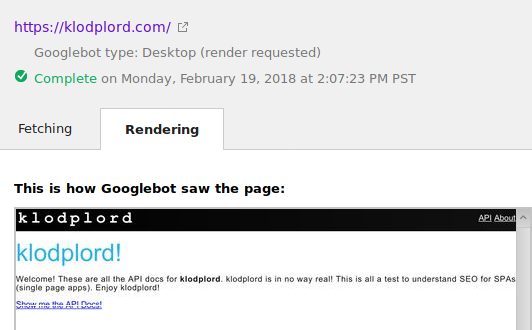 https://klodplord.com/
Googlebot type: Desktop (render requested)
Complete on Monday, February 19, 2018 at 2:07:23 PM PST
Fetching Rendering
This is how Googlebot saw the page:
klodplord API About
klodplord!
Welcome! These are all the API docs for klodplord. klodplord is in no way real! This is all a test to understand SEO for SPAs
(single page apps). Enjoy klodplord!
Show me the API Docs!